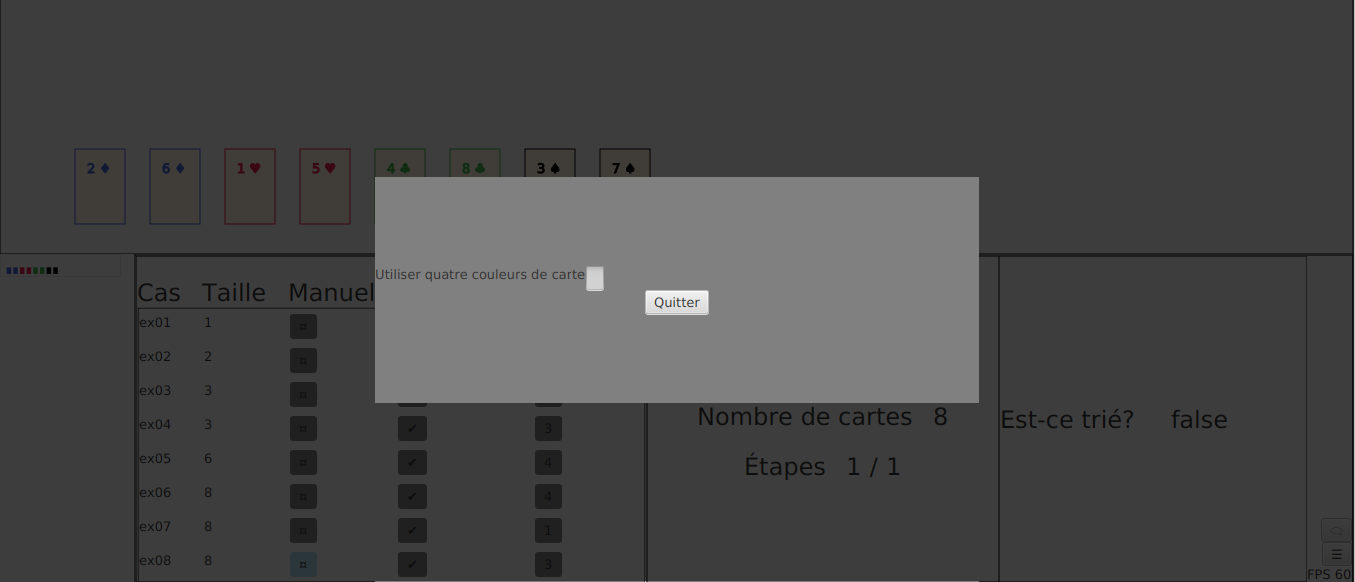 2♦ 6♦ 1♥ 5♥ 4♣ 8♣ 3♠ 7♠
Utiliser quatre couleurs de carte
Quitter
Cas Taille Manuel
ex01 1 ¤
ex02 2 ¤
ex03 3 ¤
ex04 3 ¤ ✔ 3
ex05 6 ¤ ✔ 4
ex06 8 ¤ ✔ 4
ex07 8 ¤ ✔ 1
ex08 8 ¤ ✔ 3
Nombre de cartes 8
Étapes 1 / 1
Est-ce trié? false
FPS 60